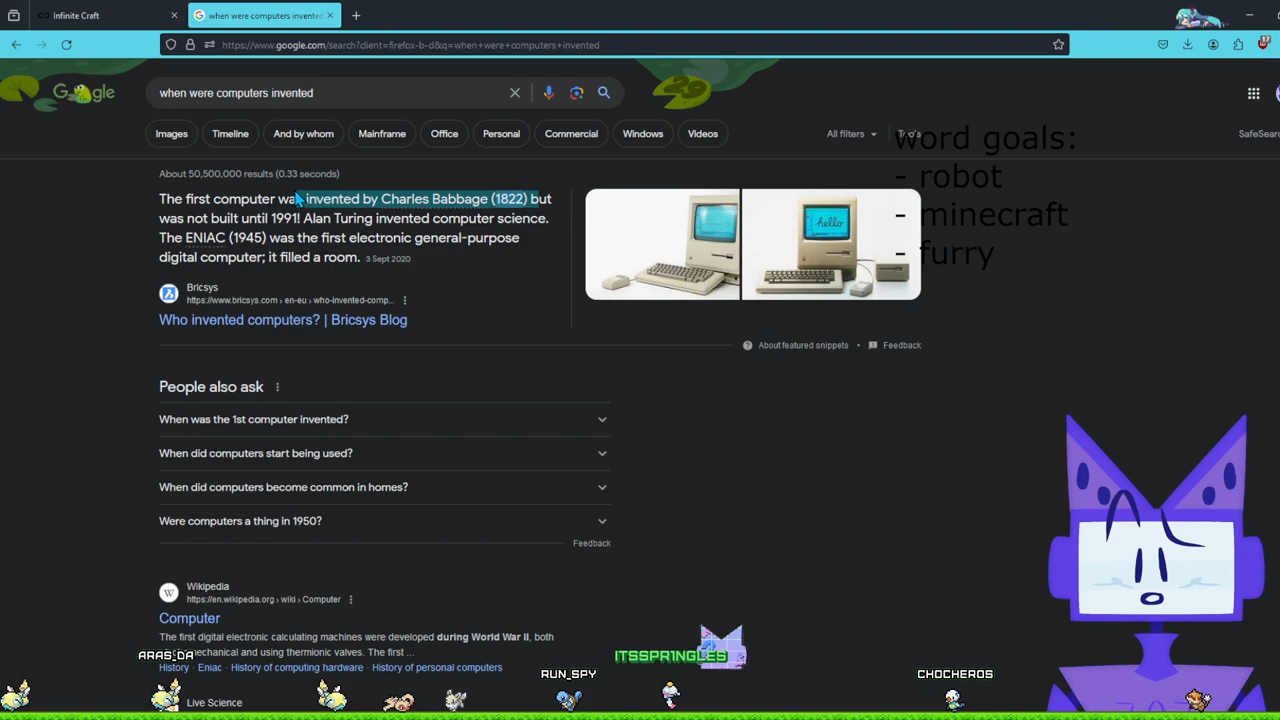 Infinite Craft
when were computers invented
https://www.google.com/search?client=firefox-b-d&q=when+were+computers+invented
17
Google
when were computers invented
29
Images
Timeline
And by whom
Mainframe
Office
Personal
Commercial
Windows
Videos
All filters
Tools
SafeSearc
word goals:
- robot
- minecraft
- furry
About 50,500,000 results (0.33 seconds)
The first computer was invented by Charles Babbage (1822) but
was not built until 1991! Alan Turing invented computer science.
The ENIAC (1945) was the first electronic general-purpose
digital computer; it filled a room. 3 Sept 2020
hello
Bricsys
https://www.bricsys.com › en-eu › who-invented-comp...
Who invented computers? | Bricsys Blog
About featured snippets • Feedback
People also ask
When was the 1st computer invented?
When did computers start being used?
When did computers become common in homes?
Were computers a thing in 1950?
Feedback
W
Wikipedia
https://en.wikipedia.org › wiki › Computer
Computer
The first digital electronic calculating machines were developed during World War II, both
mechanical and using thermionic valves. The first ...
History · Eniac · History of computing hardware · History of personal computers
Live Science
ARAS_DA
RUN_SPY
ITSSPR1NGLES
CHOCHEROS